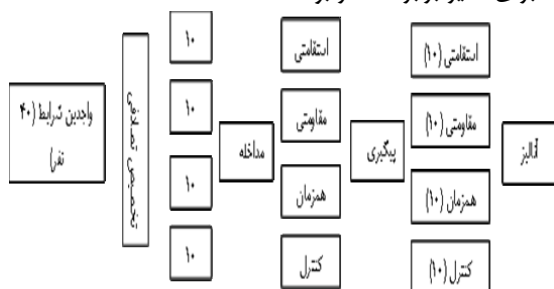 واجدین شرایط (۴۰
نفر)
تخصیص تصادفی
۱۰
۱۰
۱۰
۱۰
مداخله
استقامتی
مقاومتی
همزمان
کنترل
پیگیری
استقامتی (۱۰)
مقاومتی (۱۰)
همزمان (۱۰)
کنترل (۱۰)
آنالیز